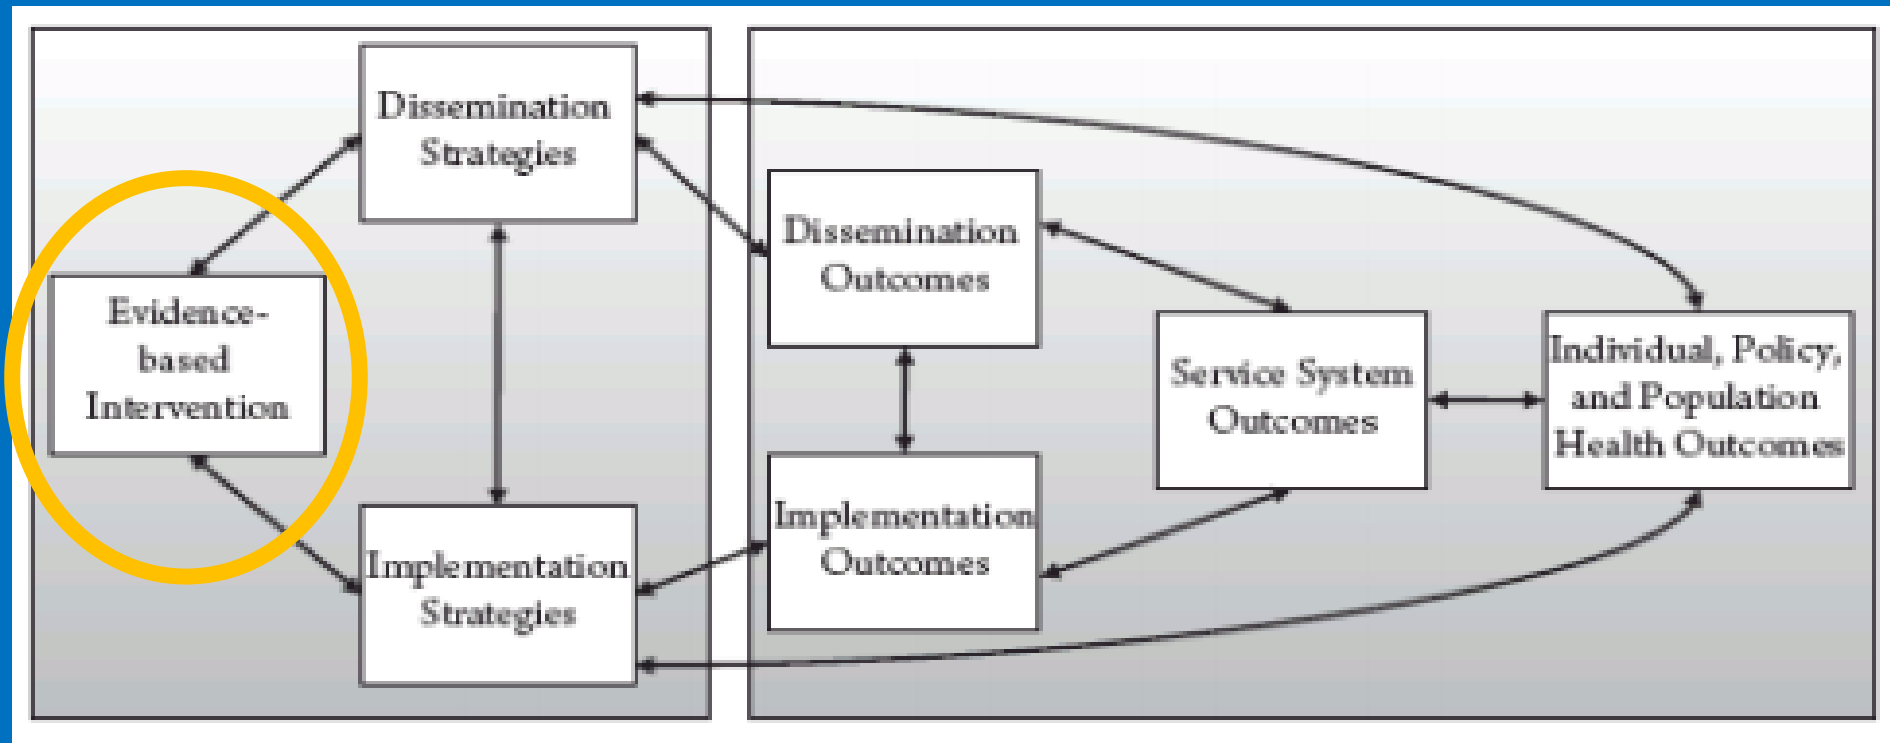 Dissemination
Strategies
Evidence-
based
Intervention
Implementation
Strategies
Dissemination
Outcomes
Implementation
Outcomes
Service System
Outcomes
Individual, Policy,
and Population
Health Outcomes